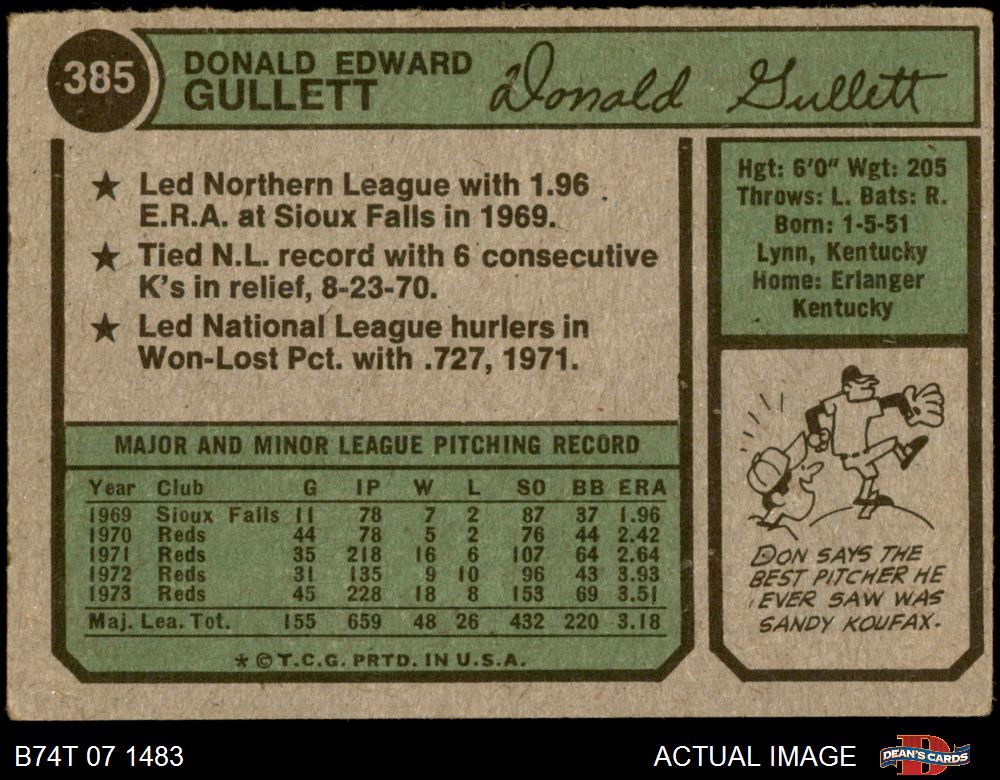 385
DONALD EDWARD
GULLETT
Donald Gullett
★ Led Northern League with 1.96
E.R.A. at Sioux Falls in 1969.
★ Tied N.L. record with 6 consecutive
K's in relief, 8-23-70.
★ Led National League hurlers in
Won-Lost Pct. with .727, 1971.
Hgt: 6'0" Wgt: 205
Throws: L. Bats: R.
Born: 1-5-51
Lynn, Kentucky
Home: Erlanger
Kentucky
MAJOR AND MINOR LEAGUE PITCHING RECORD
Year Club G IP W L SO BB ERA
1969 Sioux Falls 11 78 7 2 87 37 1.96
1970 Reds 44 78 5 2 76 44 2.42
1971 Reds 35 218 16 6 107 64 2.64
1972 Reds 31 135 9 10 96 43 3.93
1973 Reds 45 228 18 8 153 69 3.51
Maj. Lea. Tot. 155 659 48 26 432 220 3.18
* © T.C.G. PRTD. IN U.S.A.
DON SAYS THE
BEST PITCHER HE
EVER SAW WAS
SANDY KOUFAX.
B74T 07 1483
ACTUAL IMAGE
DEAN'S CARDS